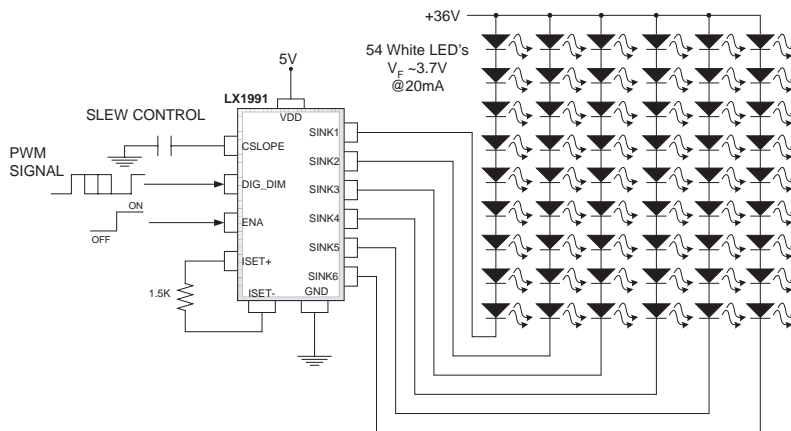 +36V
54 White LED's
VF ~3.7V
@20mA
5V
LX1991
VDD
SLEW CONTROL
CSLOPE
PWM
SIGNAL
DIG_DIM
ON
OFF
ENA
ISET+
1.5K
ISET-
GND
SINK1
SINK2
SINK3
SINK4
SINK5
SINK6